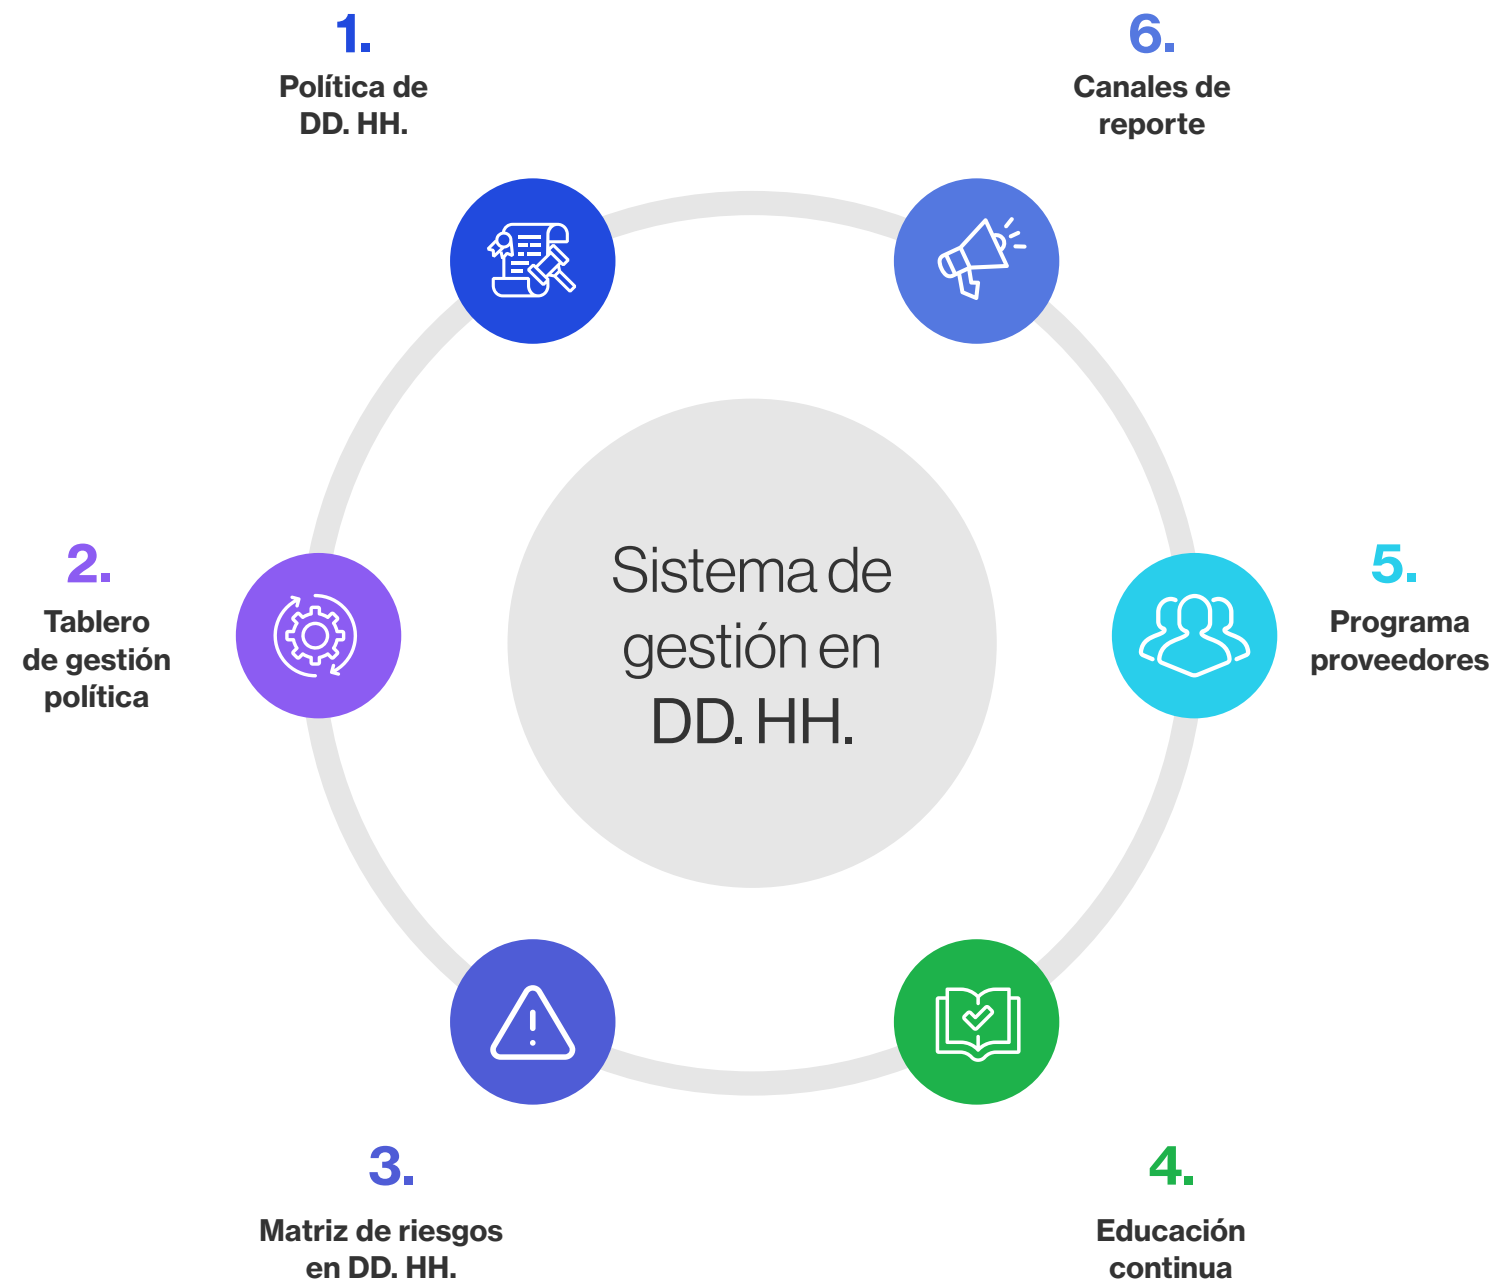 1.
Política de
DD. HH.
2.
Tablero
de gestión
política
3.
Matriz de riesgos
en DD. HH.
4.
Educación
continua
5.
Programa
proveedores
6.
Canales de
reporte
Sistema de
gestión en
DD. HH.